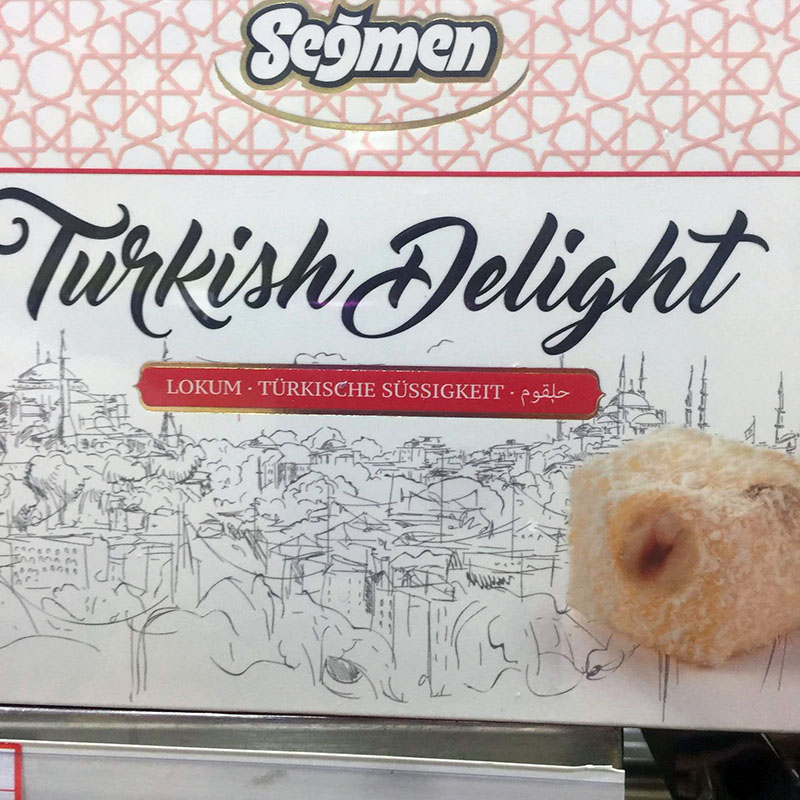 Seğmen
Turkish Delight
LOKUM · TÜRKISCHE SÜSSIGKEIT · حلقوم